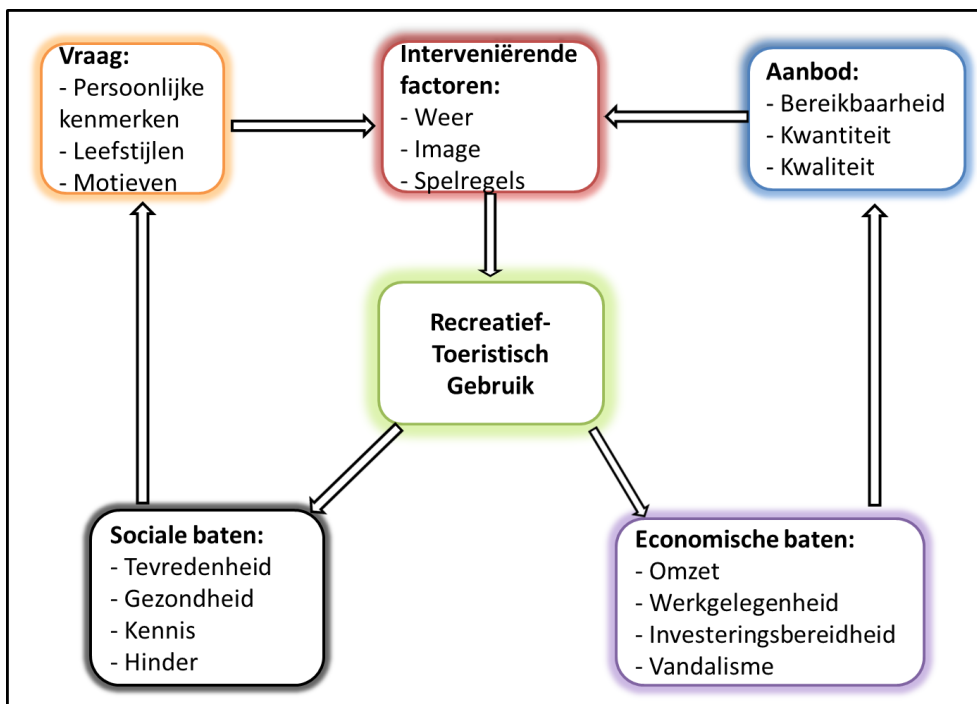 Vraag:
- Persoonlijke
kenmerken
- Leefstijlen
- Motieven
Interveniërende
factoren:
- Weer
- Image
- Spelregels
Aanbod:
- Bereikbaarheid
- Kwantiteit
- Kwaliteit
Recreatief-
Toeristisch
Gebruik
Sociale baten:
- Tevredenheid
- Gezondheid
- Kennis
- Hinder
Economische baten:
- Omzet
- Werkgelegenheid
- Investeringsbereidheid
- Vandalisme